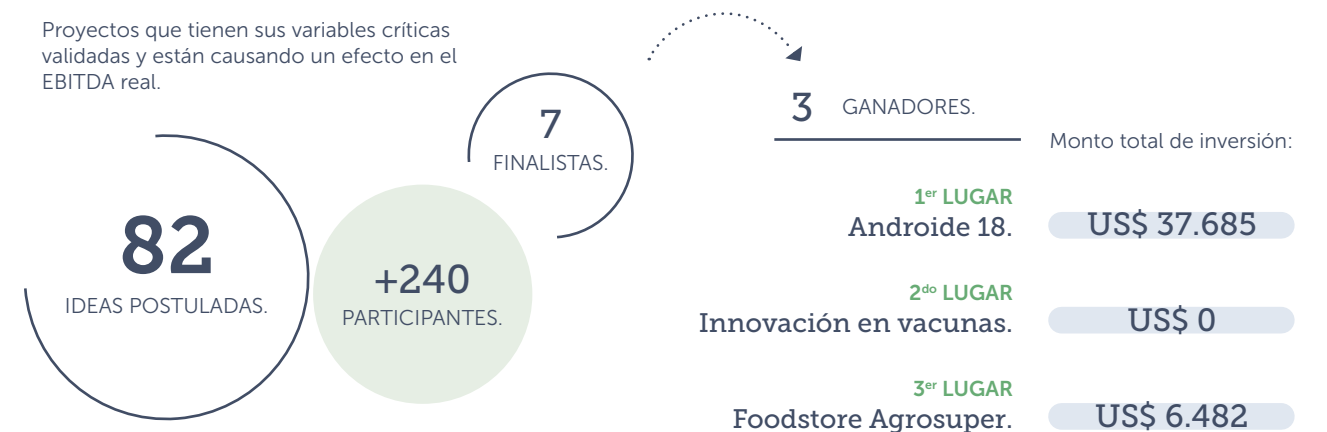 Proyectos que tienen sus variables críticas
validadas y están causando un efecto en el
EBITDA real.
82
IDEAS POSTULADAS.
+240
PARTICIPANTES.
7
FINALISTAS.
3 GANADORES.
Monto total de inversión:
1er LUGAR
Androide 18.
US$ 37.685
2do LUGAR
Innovación en vacunas.
US$ 0
3er LUGAR
Foodstore Agrosuper.
US$ 6.482